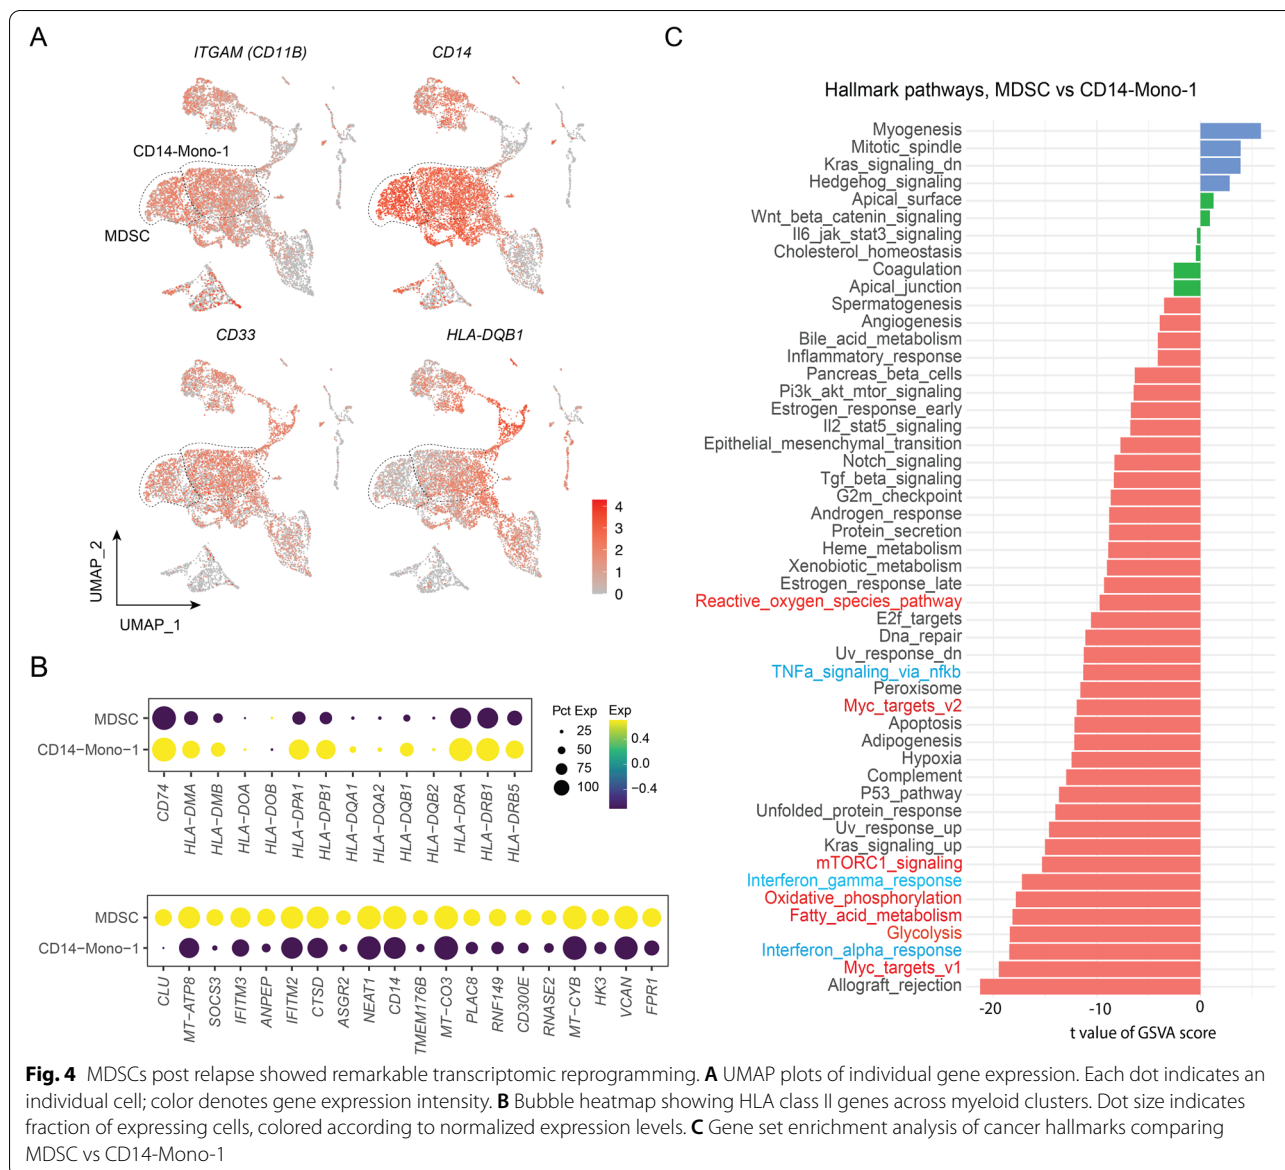 A
ITGAM (CD11B)
CD14
CD14-Mono-1
MDSC
CD33
HLA-DQB1
4
3
2
1
0
UMAP_2
UMAP_1
B
MDSC
CD14−Mono−1
CD74
HLA−DMA
HLA−DMB
HLA−DOA
HLA−DOB
HLA−DPA1
HLA−DPB1
HLA−DQA1
HLA−DQA2
HLA−DQB1
HLA−DQB2
HLA−DRA
HLA−DRB1
HLA−DRB5
Pct Exp
25
50
75
100
Exp
0.4
0.0
−0.4
MDSC
CD14−Mono−1
CLU
MT−ATP8
SOCS3
IFITM3
ANPEP
IFITM2
CTSD
ASGR2
NEAT1
CD14
TMEM176B
MT−CO3
PLAC8
RNF149
CD300E
RNASE2
MT−CYB
HK3
VCAN
FPR1
C
Hallmark pathways, MDSC vs CD14-Mono-1
Myogenesis
Mitotic_spindle
Kras_signaling_dn
Hedgehog_signaling
Apical_surface
Wnt_beta_catenin_signaling
Il6_jak_stat3_signaling
Cholesterol_homeostasis
Coagulation
Apical_junction
Spermatogenesis
Angiogenesis
Bile_acid_metabolism
Inflammatory_response
Pancreas_beta_cells
Pi3k_akt_mtor_signaling
Estrogen_response_early
Il2_stat5_signaling
Epithelial_mesenchymal_transition
Notch_signaling
Tgf_beta_signaling
G2m_checkpoint
Androgen_response
Protein_secretion
Heme_metabolism
Xenobiotic_metabolism
Estrogen_response_late
Reactive_oxygen_species_pathway
E2f_targets
Dna_repair
Uv_response_dn
TNFa_signaling_via_nfkb
Peroxisome
Myc_targets_v2
Apoptosis
Adipogenesis
Hypoxia
Complement
P53_pathway
Unfolded_protein_response
Uv_response_up
Kras_signaling_up
mTORC1_signaling
Interferon_gamma_response
Oxidative_phosphorylation
Fatty_acid_metabolism
Glycolysis
Interferon_alpha_response
Myc_targets_v1
Allograft_rejection
-20
-10
0
t value of GSVA score
Fig. 4 MDSCs post relapse showed remarkable transcriptomic reprogramming. A UMAP plots of individual gene expression. Each dot indicates an
individual cell; color denotes gene expression intensity. B Bubble heatmap showing HLA class II genes across myeloid clusters. Dot size indicates
fraction of expressing cells, colored according to normalized expression levels. C Gene set enrichment analysis of cancer hallmarks comparing
MDSC vs CD14-Mono-1